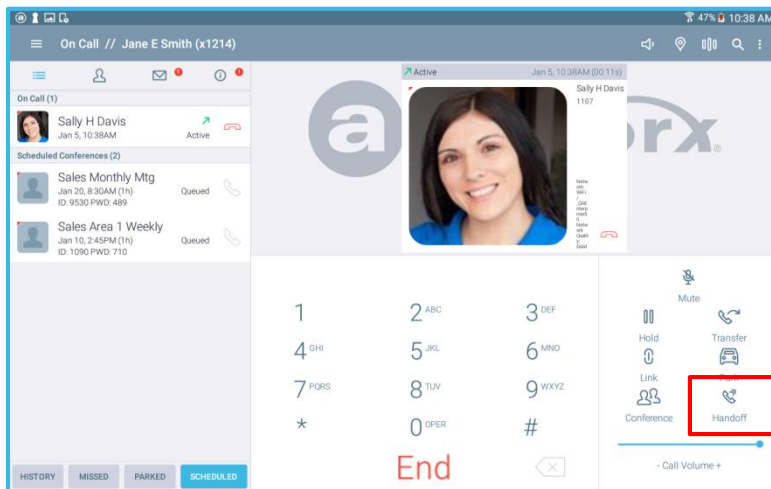 47% 10:38 AM
On Call // Jane E Smith (x1214)
On Call (1)
Sally H Davis
Jan 5, 10:38AM
Active
Scheduled Conferences (2)
Sales Monthly Mtg
Jan 20, 8:30AM (1h)
ID: 9530 PWD: 489
Queued
Sales Area 1 Weekly
Jan 10, 2:45PM (1h)
ID: 1090 PWD: 710
Queued
HISTORY MISSED PARKED SCHEDULED
Active Jan 5, 10:38AM (00:11s)
Sally H Davis
1107
a rx
1 2 ABC 3 DEF
4 GHI 5 JKL 6 MNO
7 PQRS 8 TUV 9 WXYZ
* 0 OPER #
End
Mute
Hold Transfer
Link Park
Conference Handoff
- Call Volume +